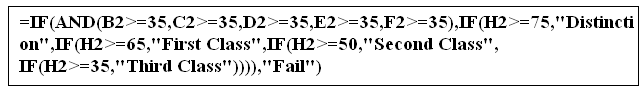 =IF(AND(B2>=35,C2>=35,D2>=35,E2>=35,F2>=35),IF(H2>=75,"Distincti
on",IF(H2>=65,"First Class",IF(H2>=50,"Second Class",
IF(H2>=35,"Third Class")))),"Fail")